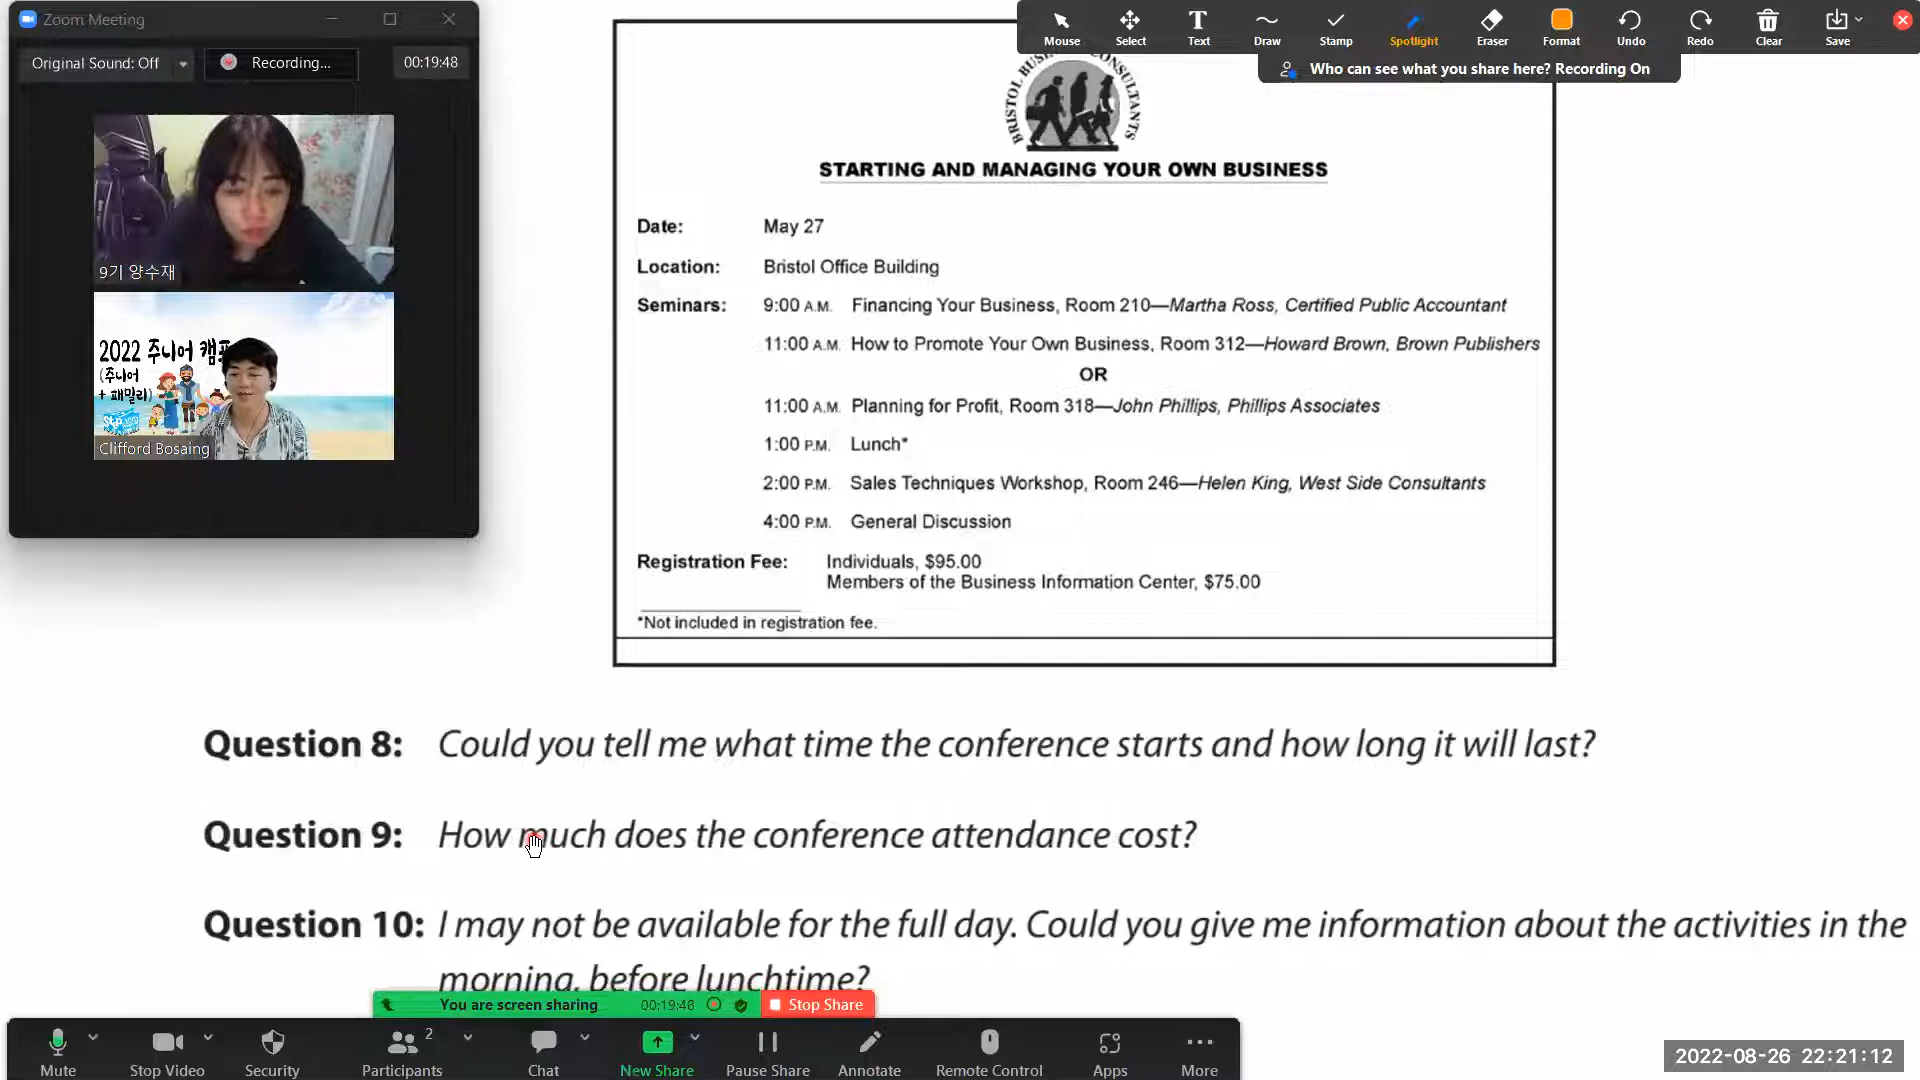 Zoom Meeting
Original Sound: Off
Recording...
00:19:48
9기 양수재
2022 주니어 캠프
(주니어
+ 패밀리)
Clifford Bosaing
Mouse
Select
Text
Draw
Stamp
Spotlight
Eraser
Format
Undo
Redo
Clear
Save
Who can see what you share here? Recording On
STARTING AND MANAGING YOUR OWN BUSINESS
Date: May 27
Location: Bristol Office Building
Seminars: 9:00 A.M. Financing Your Business, Room 210—Martha Ross, Certified Public Accountant
11:00 A.M. How to Promote Your Own Business, Room 312—Howard Brown, Brown Publishers
OR
11:00 A.M. Planning for Profit, Room 318—John Phillips, Phillips Associates
1:00 P.M. Lunch*
2:00 P.M. Sales Techniques Workshop, Room 246—Helen King, West Side Consultants
4:00 P.M. General Discussion
Registration Fee: Individuals, $95.00
Members of the Business Information Center, $75.00
*Not included in registration fee.
Question 8: Could you tell me what time the conference starts and how long it will last?
Question 9: How much does the conference attendance cost?
Question 10: I may not be available for the full day. Could you give me information about the activities in the
morning, before lunchtime?
You are screen sharing 00:19:48 Stop Share
Mute
Stop Video
Security
Participants 2
Chat
New Share
Pause Share
Annotate
Remote Control
Apps
More
2022-08-26 22:21:12